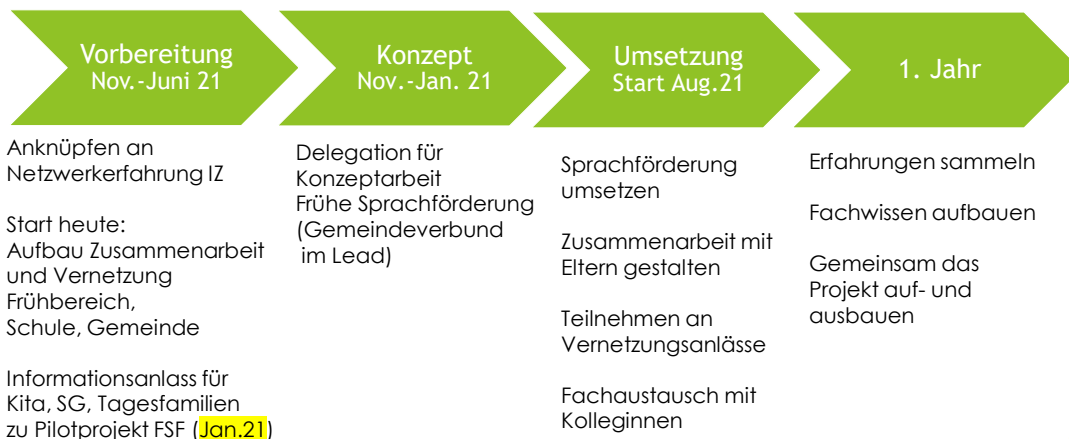 Vorbereitung
Nov.-Juni 21
Anknüpfen an
Netzwerkerfahrung IZ
Start heute:
Aufbau Zusammenarbeit
und Vernetzung
Frühbereich,
Schule, Gemeinde
Informationsanlass für
Kita, SG, Tagesfamilien
zu Pilotprojekt FSF (Jan.21)
Konzept
Nov.-Jan. 21
Delegation für
Konzeptarbeit
Frühe Sprachförderung
(Gemeindeverbund
im Lead)
Umsetzung
Start Aug.21
Sprachförderung
umsetzen
Zusammenarbeit mit
Eltern gestalten
Teilnehmen an
Vernetzungsanlässe
Fachaustausch mit
Kolleginnen
1. Jahr
Erfahrungen sammeln
Fachwissen aufbauen
Gemeinsam das
Projekt auf- und
ausbauen